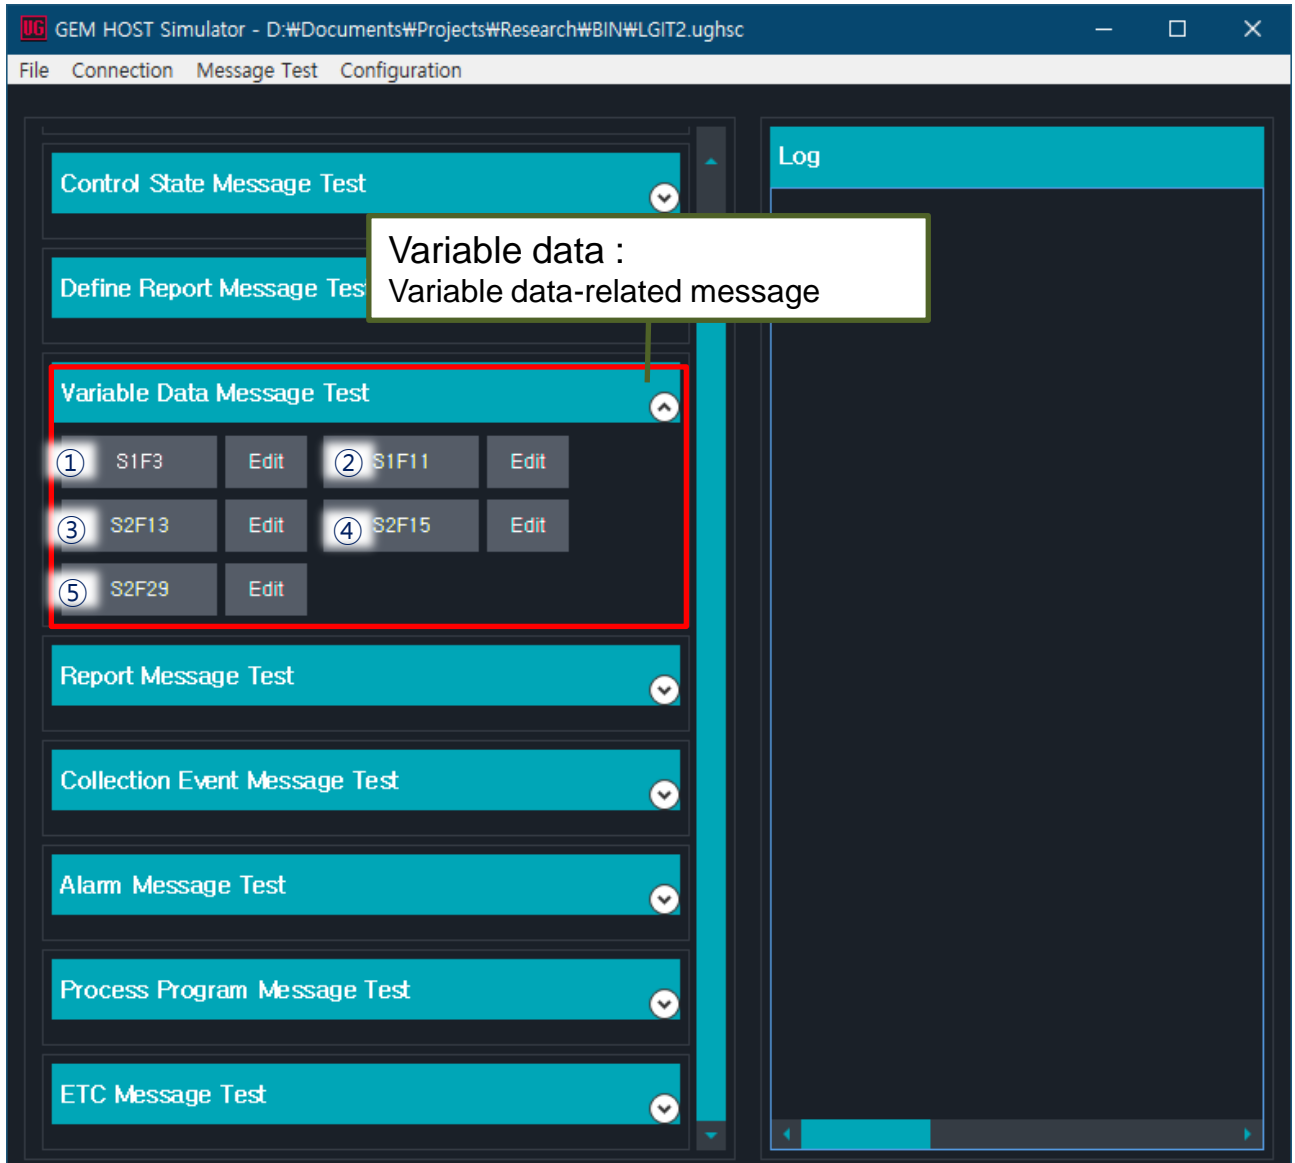 UG GEM HOST Simulator - D:₩Documents₩Projects₩Research₩BIN₩LGIT2.ughsc
File Connection Message Test Configuration
Control State Message Test
Define Report Message Tes
Variable data :
Variable data-related message
Variable Data Message Test
① S1F3 Edit ② S1F11 Edit
③ S2F13 Edit ④ S2F15 Edit
⑤ S2F29 Edit
Report Message Test
Collection Event Message Test
Alarm Message Test
Process Program Message Test
ETC Message Test
Log